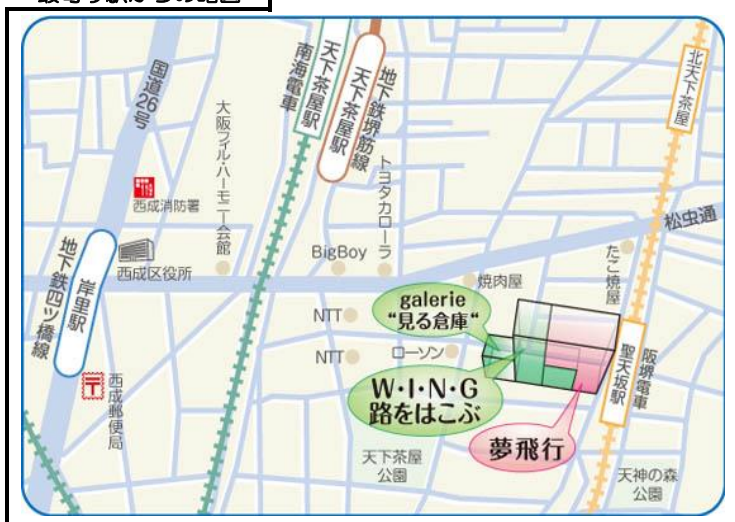 最寄り駅からの地図
国道26号
大阪フィル・ハーモニー会館
南海電車
天下茶屋駅
地下鉄堺筋線
天下茶屋駅
トヨタカローラ
北天下茶屋
松虫通
西成消防署
西成区役所
地下鉄四ツ橋線
岸里駅
西成郵便局
BigBoy
NTT
NTT
ローソン
焼肉屋
たこ焼屋
galerie
“見る倉庫“
W・I・N・G
路をはこぶ
夢飛行
阪堺電車
聖天坂駅
天下茶屋
公園
天神の森
公園